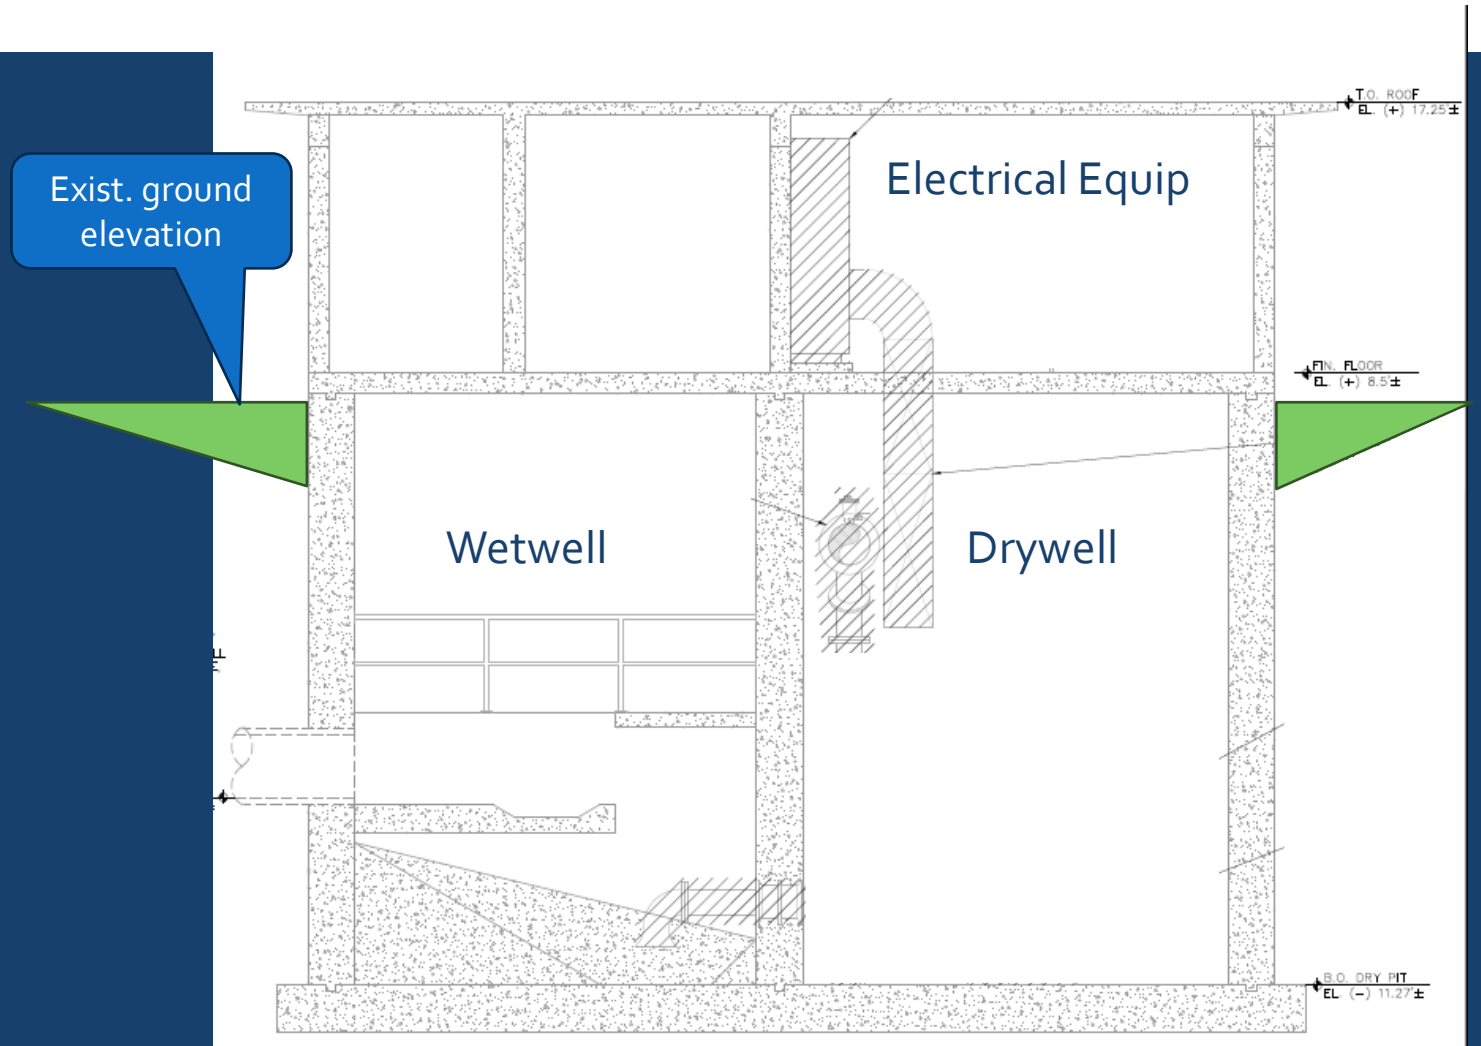 T.O. ROOF
EL. (+) 17.25'±
Exist. ground
elevation
Electrical Equip
FIN. FLOOR
EL. (+) 8.5'±
Wetwell
Drywell
B.O. DRY PIT
EL. (-) 11.27'±